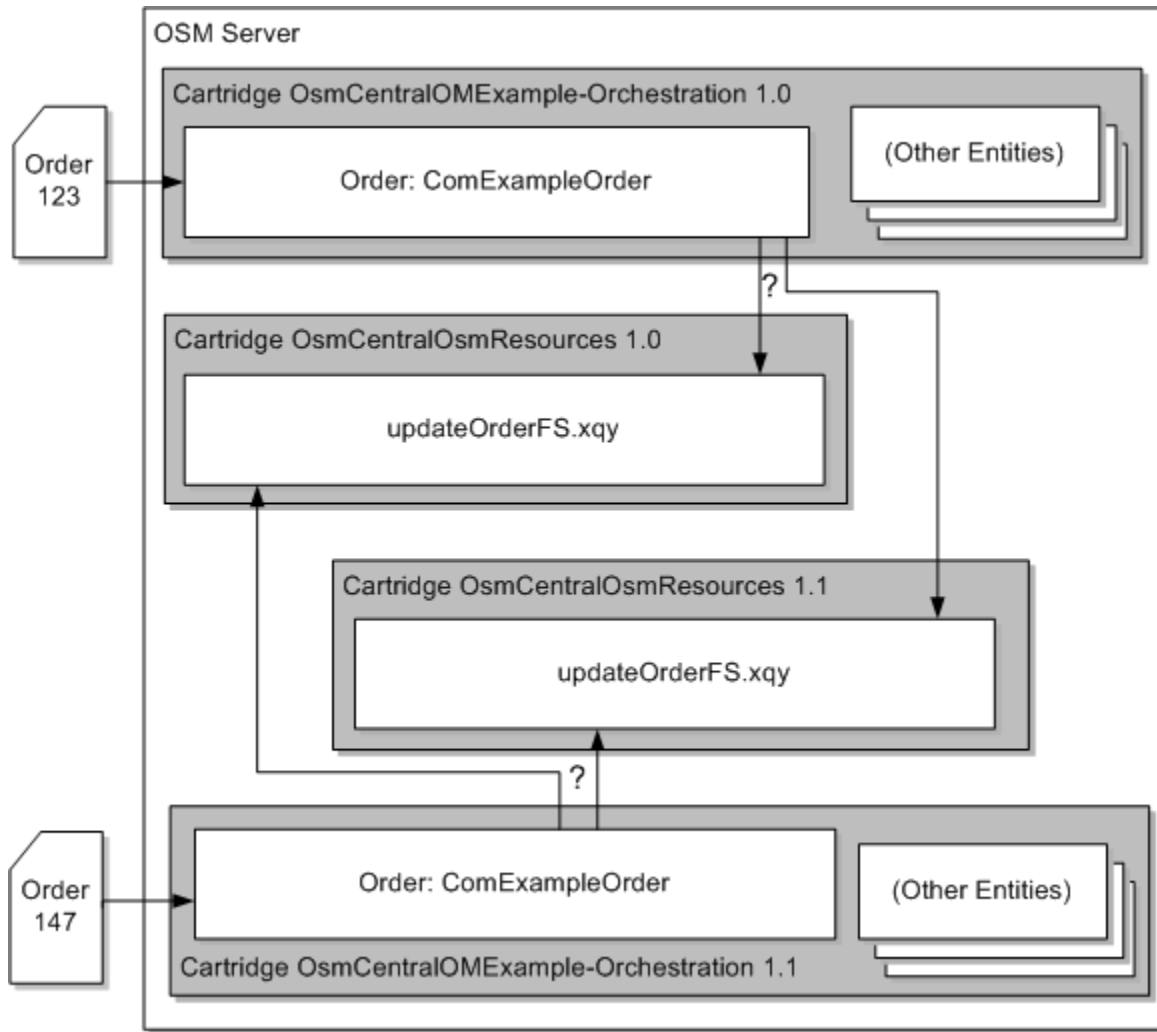 OSM Server
Cartridge OsmCentralOMExample-Orchestration 1.0
Order
123
Order: ComExampleOrder
(Other Entities)
?
Cartridge OsmCentralOsmResources 1.0
updateOrderFS.xqy
Cartridge OsmCentralOsmResources 1.1
updateOrderFS.xqy
?
Order
147
Order: ComExampleOrder
(Other Entities)
Cartridge OsmCentralOMExample-Orchestration 1.1